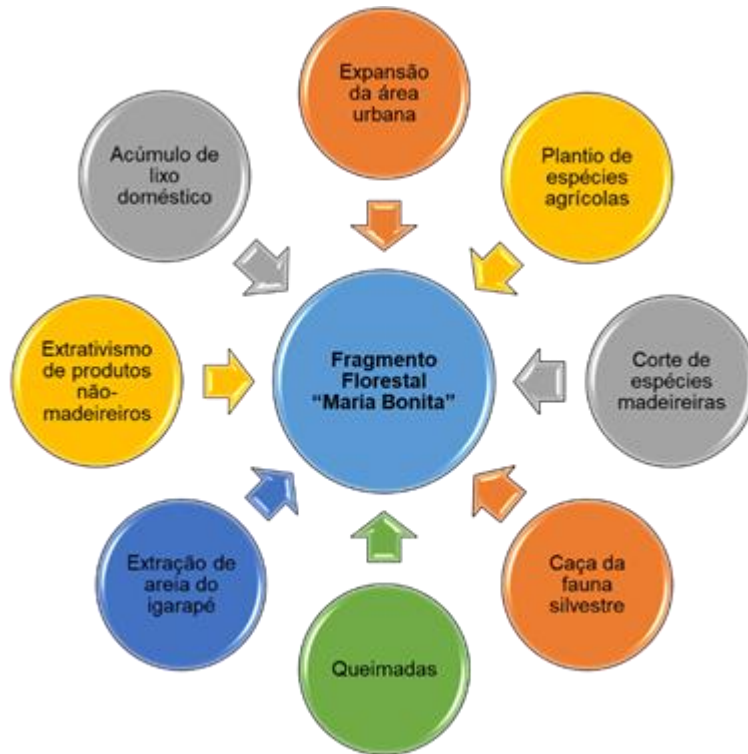 Expansão
da área
urbana
Plantio de
espécies
agrícolas
Corte de
espécies
madeireiras
Caça da
fauna
silvestre
Queimadas
Extração de
areia do
igarapé
Extrativismo
de produtos
não-
madeireiros
Acúmulo de
lixo
doméstico
Fragmento
Florestal
“Maria Bonita”